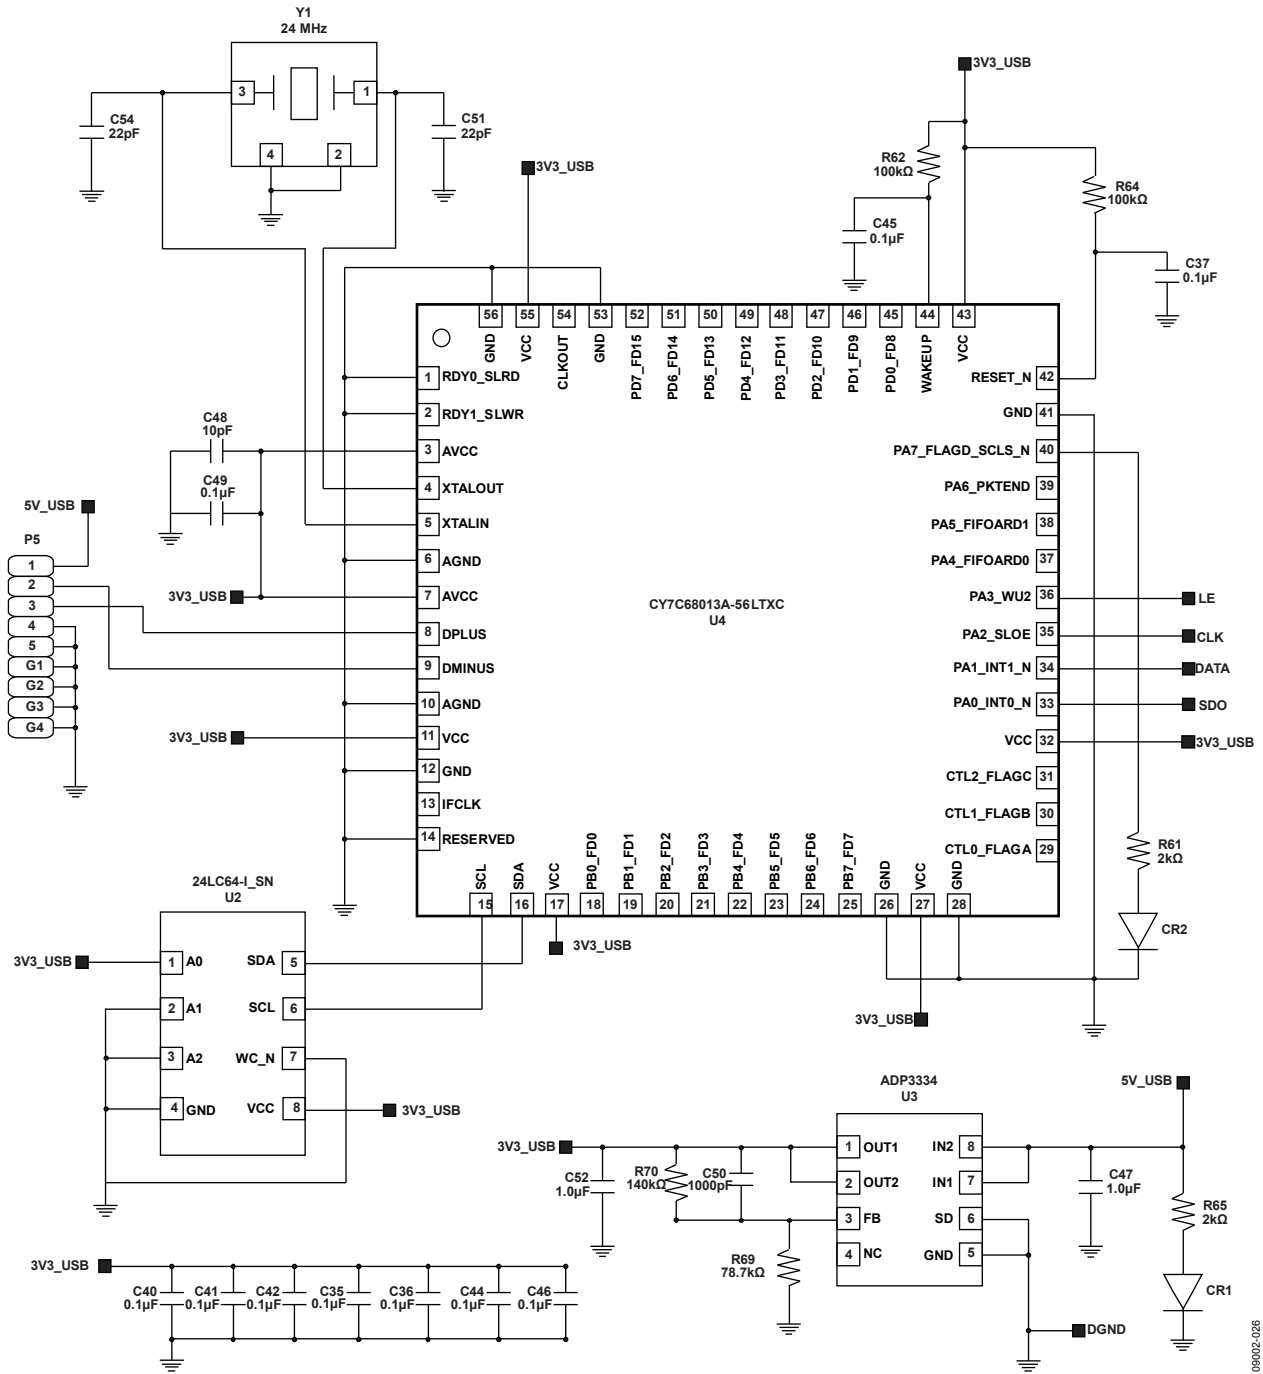 Y1
24 MHz
3
1
4
2
C54
22pF
C51
22pF
3V3_USB
3V3_USB
R62
100kΩ
R64
100kΩ
C45
0.1µF
C37
0.1µF
56 55 54 53 52 51 50 49 48 47 46 45 44 43
GND
VCC
CLKOUT
GND
PD7_FD15
PD6_FD14
PD5_FD13
PD4_FD12
PD3_FD11
PD2_FD10
PD1_FD9
PD0_FD8
WAKEUP
VCC
1 RDY0_SLRD
2 RDY1_SLWR
3 AVCC
4 XTALOUT
5 XTALIN
6 AGND
7 AVCC
8 DPLUS
9 DMINUS
10 AGND
11 VCC
12 GND
13 IFCLK
14 RESERVED
RESET_N 42
GND 41
PA7_FLAGD_SCLS_N 40
PA6_PKTEND 39
PA5_FIFOARD1 38
PA4_FIFOARD0 37
PA3_WU2 36
PA2_SLOE 35
PA1_INT1_N 34
PA0_INT0_N 33
VCC 32
CTL2_FLAGC 31
CTL1_FLAGB 30
CTL0_FLAGA 29
CY7C68013A-56LTXC
U4
SCL
SDA
VCC
PB0_FD0
PB1_FD1
PB2_FD2
PB3_FD3
PB4_FD4
PB5_FD5
PB6_FD6
PB7_FD7
GND
VCC
GND
15 16 17 18 19 20 21 22 23 24 25 26 27 28
C48
10pF
C49
0.1µF
5V_USB
P5
1
2
3
4
5
G1
G2
G3
G4
3V3_USB
3V3_USB
LE
CLK
DATA
SDO
3V3_USB
R61
2kΩ
CR2
3V3_USB
3V3_USB
24LC64-I_SN
U2
3V3_USB
1 A0
2 A1
3 A2
4 GND
SDA 5
SCL 6
WC_N 7
VCC 8
3V3_USB
ADP3334
U3
5V_USB
3V3_USB
1 OUT1
2 OUT2
3 FB
4 NC
IN2 8
IN1 7
SD 6
GND 5
C52
1.0µF
R70
140kΩ
C50
1000pF
R69
78.7kΩ
C47
1.0µF
R65
2kΩ
CR1
DGND
3V3_USB
C40
0.1µF
C41
0.1µF
C42
0.1µF
C35
0.1µF
C36
0.1µF
C44
0.1µF
C46
0.1µF
09002-026